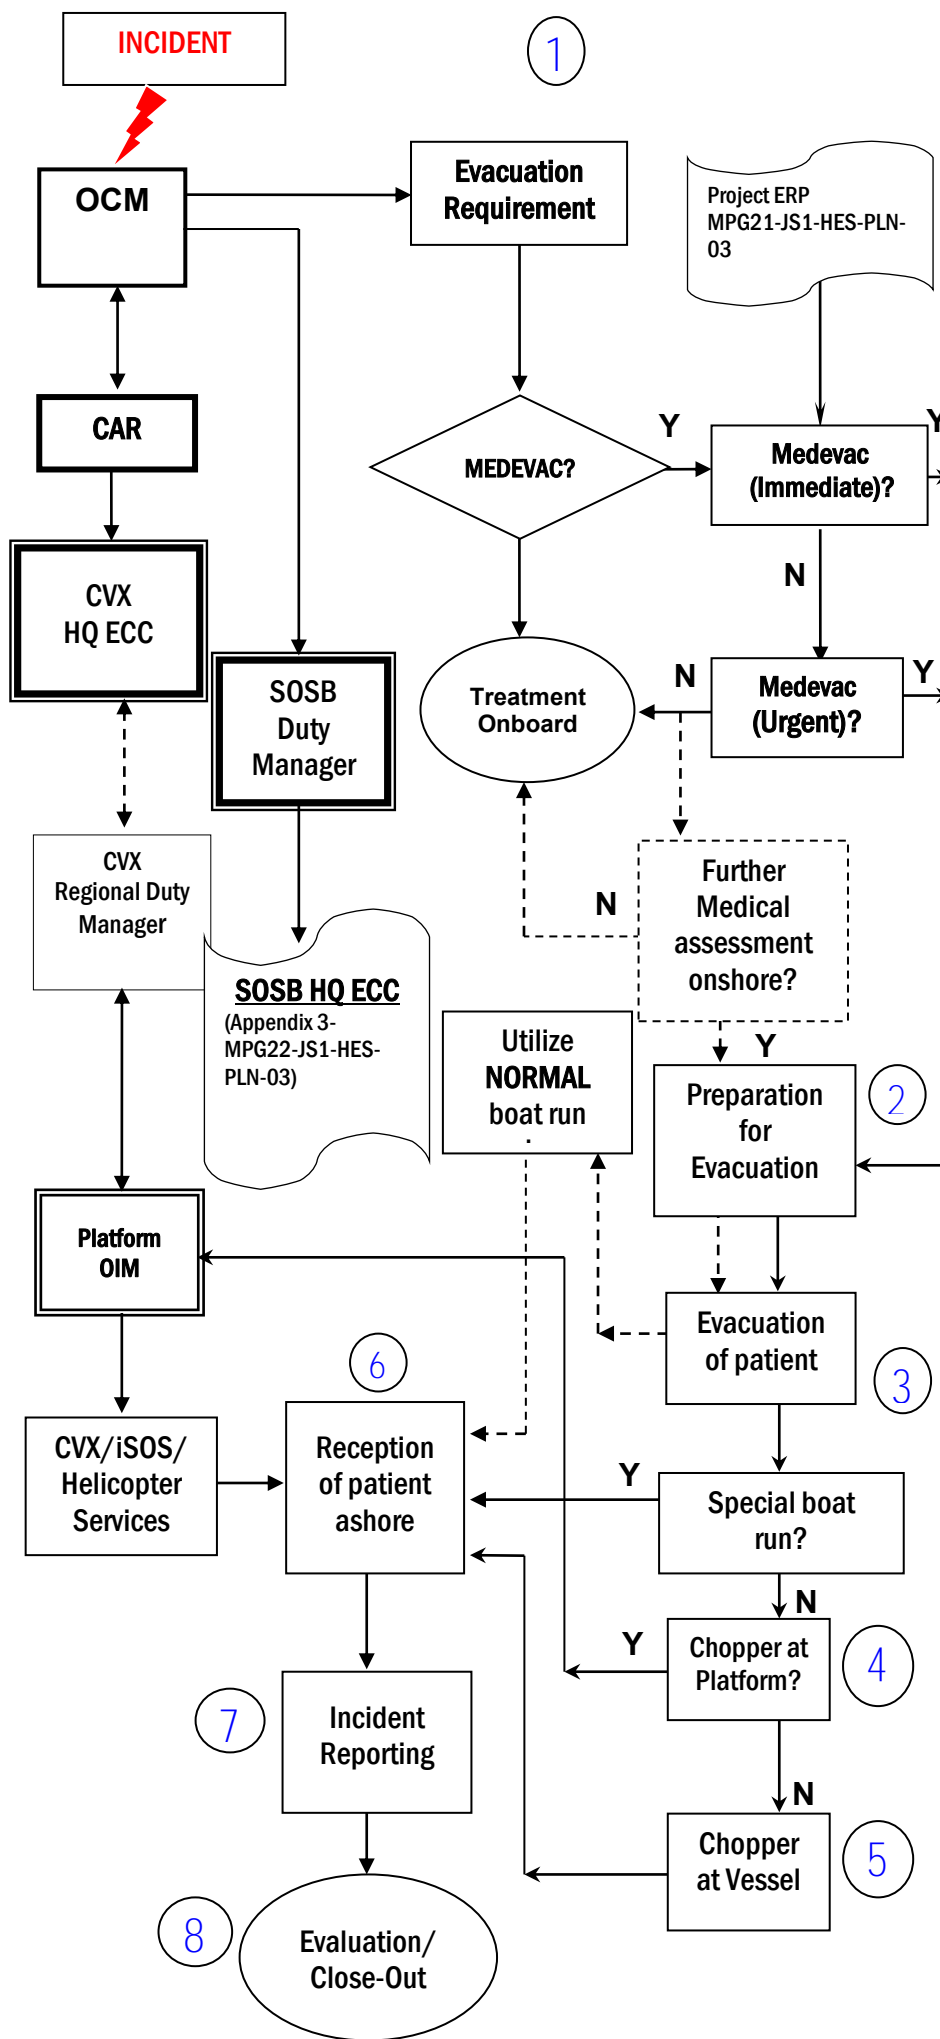 INCIDENT
1
OCM
Evacuation
Requirement
Project ERP
MPG21-JS1-HES-PLN-
03
CAR
MEDEVAC?
Y
Medevac
(Immediate)?
Y
CVX
HQ ECC
N
SOSB
Duty
Manager
Treatment
Onboard
N
Medevac
(Urgent)?
Y
CVX
Regional Duty
Manager
Further
Medical
assessment
onshore?
N
SOSB HQ ECC
(Appendix 3-
MPG22-JS1-HES-
PLN-03)
Utilize
NORMAL
boat run
.
Y
Preparation
for
Evacuation
2
Platform
OIM
Evacuation
of patient
3
6
CVX/iSOS/
Helicopter
Services
Reception
of patient
ashore
Y
Special boat
run?
N
Y
Chopper at
Platform?
4
7
Incident
Reporting
N
Chopper
at Vessel
5
8
Evaluation/
Close-Out